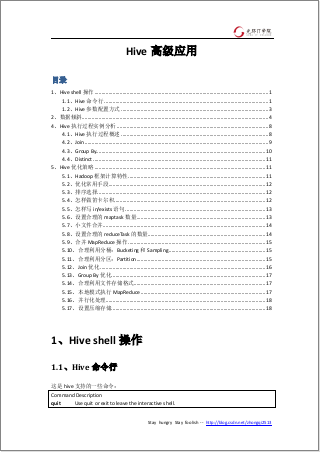 Hive 高级应用
目录
1、Hive shell 操作 1
1.1、Hive 命令行 1
1.2、Hive 参数配置方式 3
2、数据倾斜 4
4、Hive 执行过程实例分析 8
4.1、Hive 执行过程概述 8
4.2、Join 9
4.3、Group By 10
4.4、Distinct 11
5、Hive 优化策略 11
5.1、Hadoop 框架计算特性 11
5.2、优化常用手段 12
5.3、排序选择 12
5.4、怎样做笛卡尔积 12
5.5、怎样写 in/exists 语句 13
5.6、设置合理的 maptask 数量 13
5.7、小文件合并 14
5.8、设置合理的 reduceTask 的数量 14
5.9、合并 MapReduce 操作 15
5.10、合理利用分桶：Bucketing 和 Sampling 15
5.11、合理利用分区：Partition 15
5.12、Join 优化 16
5.13、Group By 优化 17
5.14、合理利用文件存储格式 17
5.15、本地模式执行 MapReduce 17
5.16、并行化处理 18
5.17、设置压缩存储 18
1、Hive shell 操作
1.1、Hive 命令行
这是 hive 支持的一些命令：
Command Description
quit Use quit or exit to leave the interactive shell.
Stay hungry Stay foolish -- http://blog.csdn.net/zhongqi2513